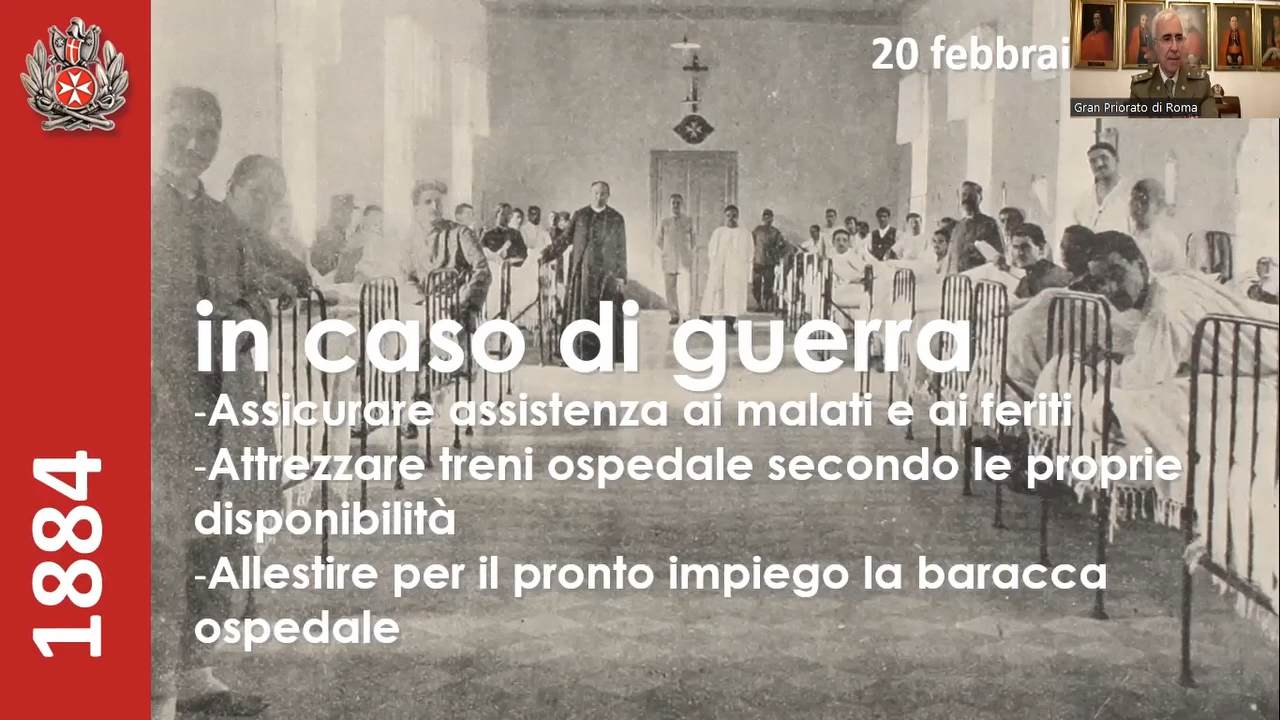 20 febbrai
Gran Priorato di Roma
in caso di guerra
-Assicurare assistenza ai malati e ai feriti
-Attrezzare treni ospedale secondo le proprie
disponibilità
-Allestire per il pronto impiego la baracca
ospedale
1884